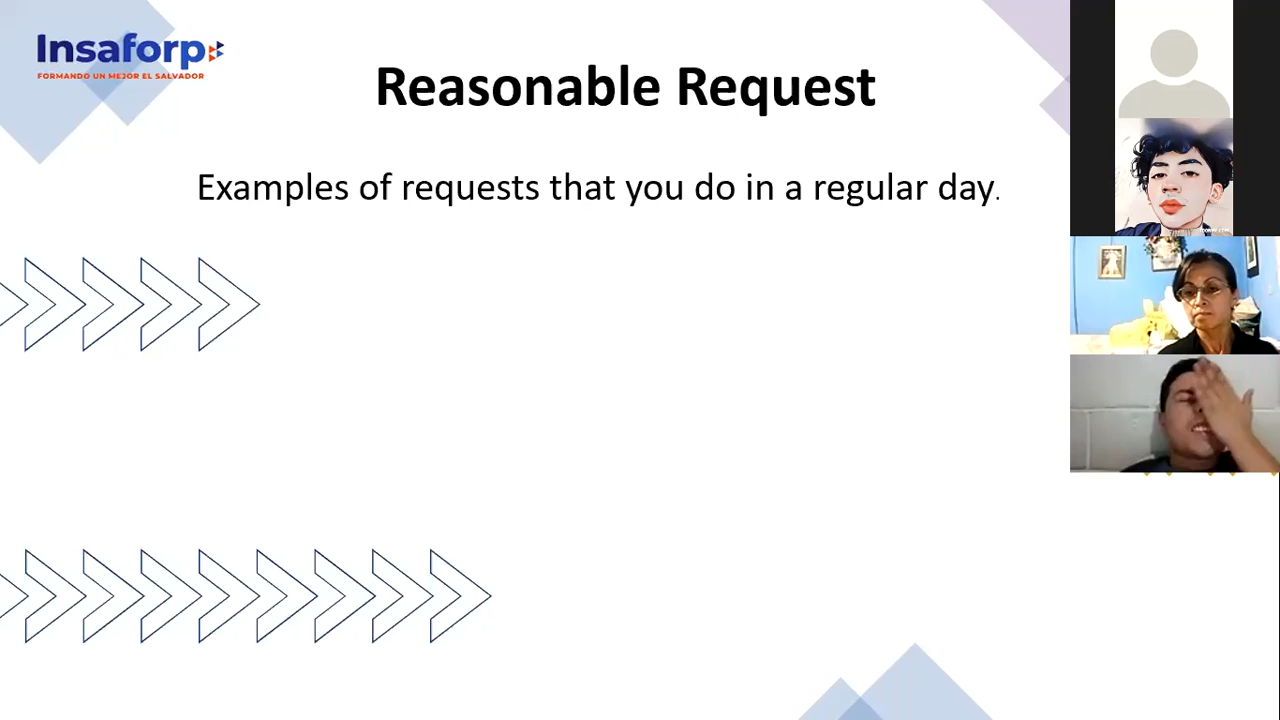 Insaforp
FORMANDO UN MEJOR EL SALVADOR
Reasonable Request
Examples of requests that you do in a regular day.